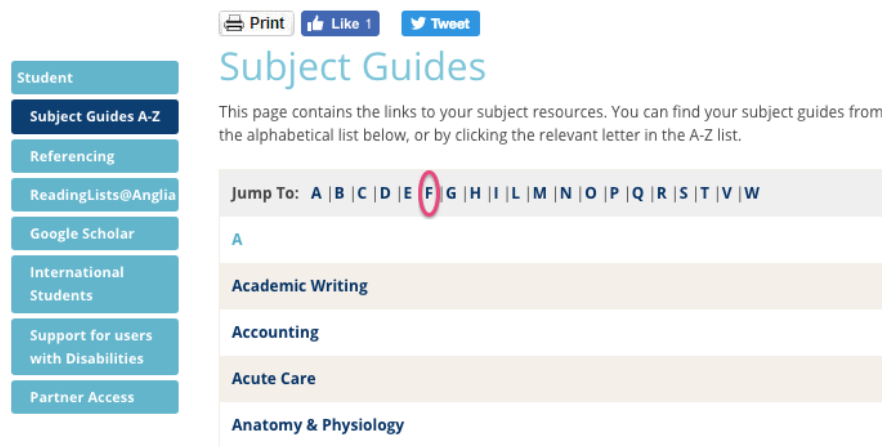 Print Like 1 Tweet
Subject Guides
Student
Subject Guides A-Z
Referencing
ReadingLists@Anglia
Google Scholar
International
Students
Support for users
with Disabilities
Partner Access
This page contains the links to your subject resources. You can find your subject guides from
the alphabetical list below, or by clicking the relevant letter in the A-Z list.
Jump To: A |B |C |D |E |F |G |H |I |L |M |N |O |P |Q |R |S |T |V |W
A
Academic Writing
Accounting
Acute Care
Anatomy & Physiology